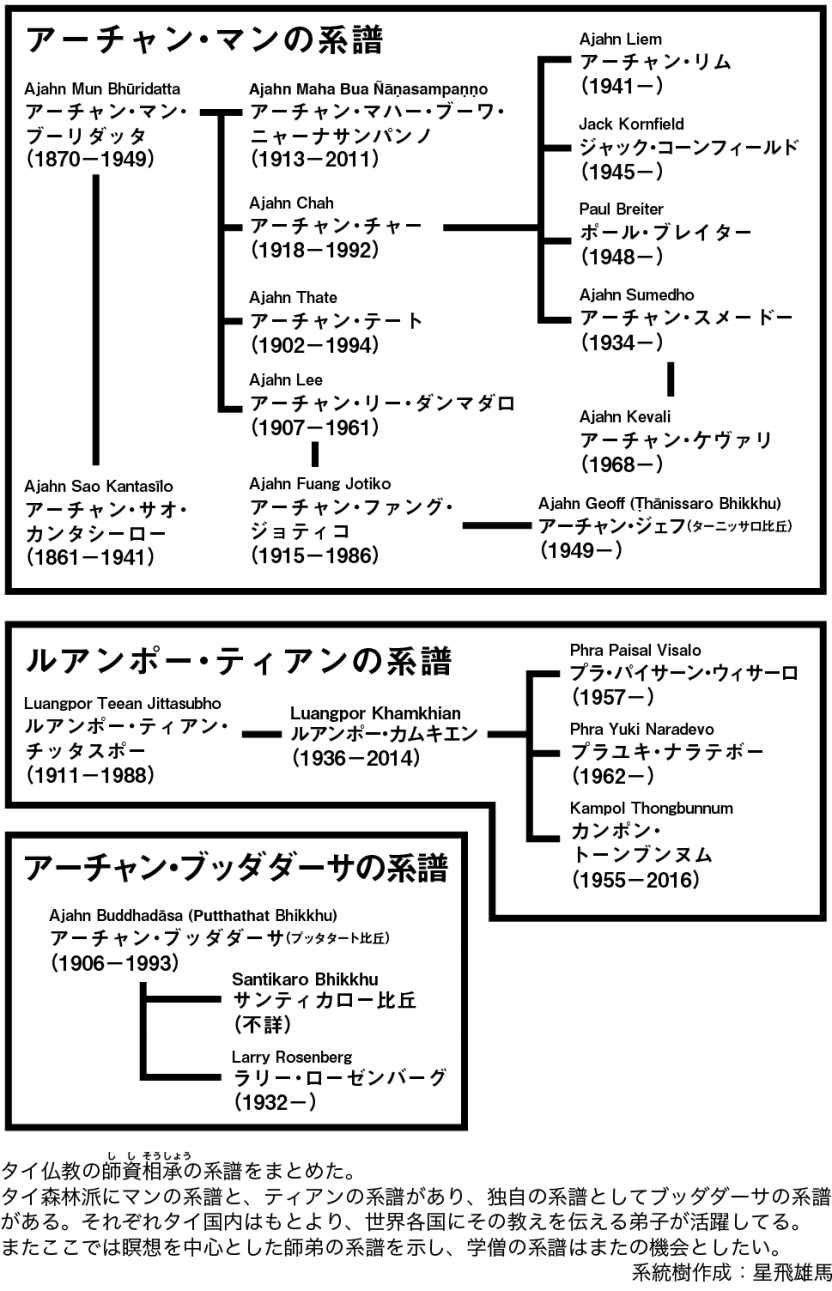 アーチャン・マンの系譜
Ajahn Mun Bhūridatta
アーチャン・マン・
ブーリダッタ
(1870－1949)
Ajahn Sao Kantasīlo
アーチャン・サオ・
カンタシーロー
(1861－1941)
Ajahn Maha Bua Ñāṇasampaṇṇo
アーチャン・マハー・ブーワ・
ニャーナサンパンノ
(1913－2011)
Ajahn Chah
アーチャン・チャー
(1918－1992)
Ajahn Thate
アーチャン・テート
(1902－1994)
Ajahn Lee
アーチャン・リー・ダンマダロ
(1907－1961)
Ajahn Fuang Jotiko
アーチャン・ファング・
ジョティコ
(1915－1986)
Ajahn Liem
アーチャン・リム
(1941－)
Jack Kornfield
ジャック・コーンフィールド
(1945－)
Paul Breiter
ポール・ブレイター
(1948－)
Ajahn Sumedho
アーチャン・スメードー
(1934－)
Ajahn Kevali
アーチャン・ケヴァリ
(1968－)
Ajahn Geoff (Ṭhānissaro Bhikkhu)
アーチャン・ジェフ(ターニッサロ比丘)
(1949－)
ルアンポー・ティアンの系譜
Luangpor Teean Jittasubho
ルアンポー・ティアン・
チッタスポー
(1911－1988)
Luangpor Khamkhian
ルアンポー・カムキエン
(1936－2014)
Phra Paisal Visalo
プラ・パイサーン・ウィサーロ
(1957－)
Phra Yuki Naradevo
プラユキ・ナラテボー
(1962－)
Kampol Thongbunnum
カンポン・
トーンブンヌム
(1955－2016)
アーチャン・ブッダダーサの系譜
Ajahn Buddhadāsa (Putthathat Bhikkhu)
アーチャン・ブッダダーサ(プッタタート比丘)
(1906－1993)
Santikaro Bhikkhu
サンティカロー比丘
(不詳)
Larry Rosenberg
ラリー・ローゼンバーグ
(1932－)
し し そうしょう
タイ仏教の師資相承の系譜をまとめた。
タイ森林派にマンの系譜と、ティアンの系譜があり、独自の系譜としてブッダダーサの系譜
がある。それぞれタイ国内はもとより、世界各国にその教えを伝える弟子が活躍してる。
またここでは瞑想を中心とした師弟の系譜を示し、学僧の系譜はまたの機会としたい。
系統樹作成：星飛雄馬